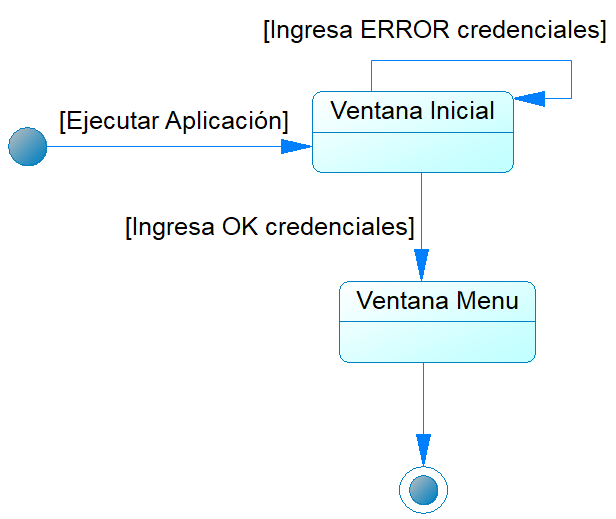 [Ingresa ERROR credenciales]
Ventana Inicial
[Ejecutar Aplicación]
[Ingresa OK credenciales]
Ventana Menu